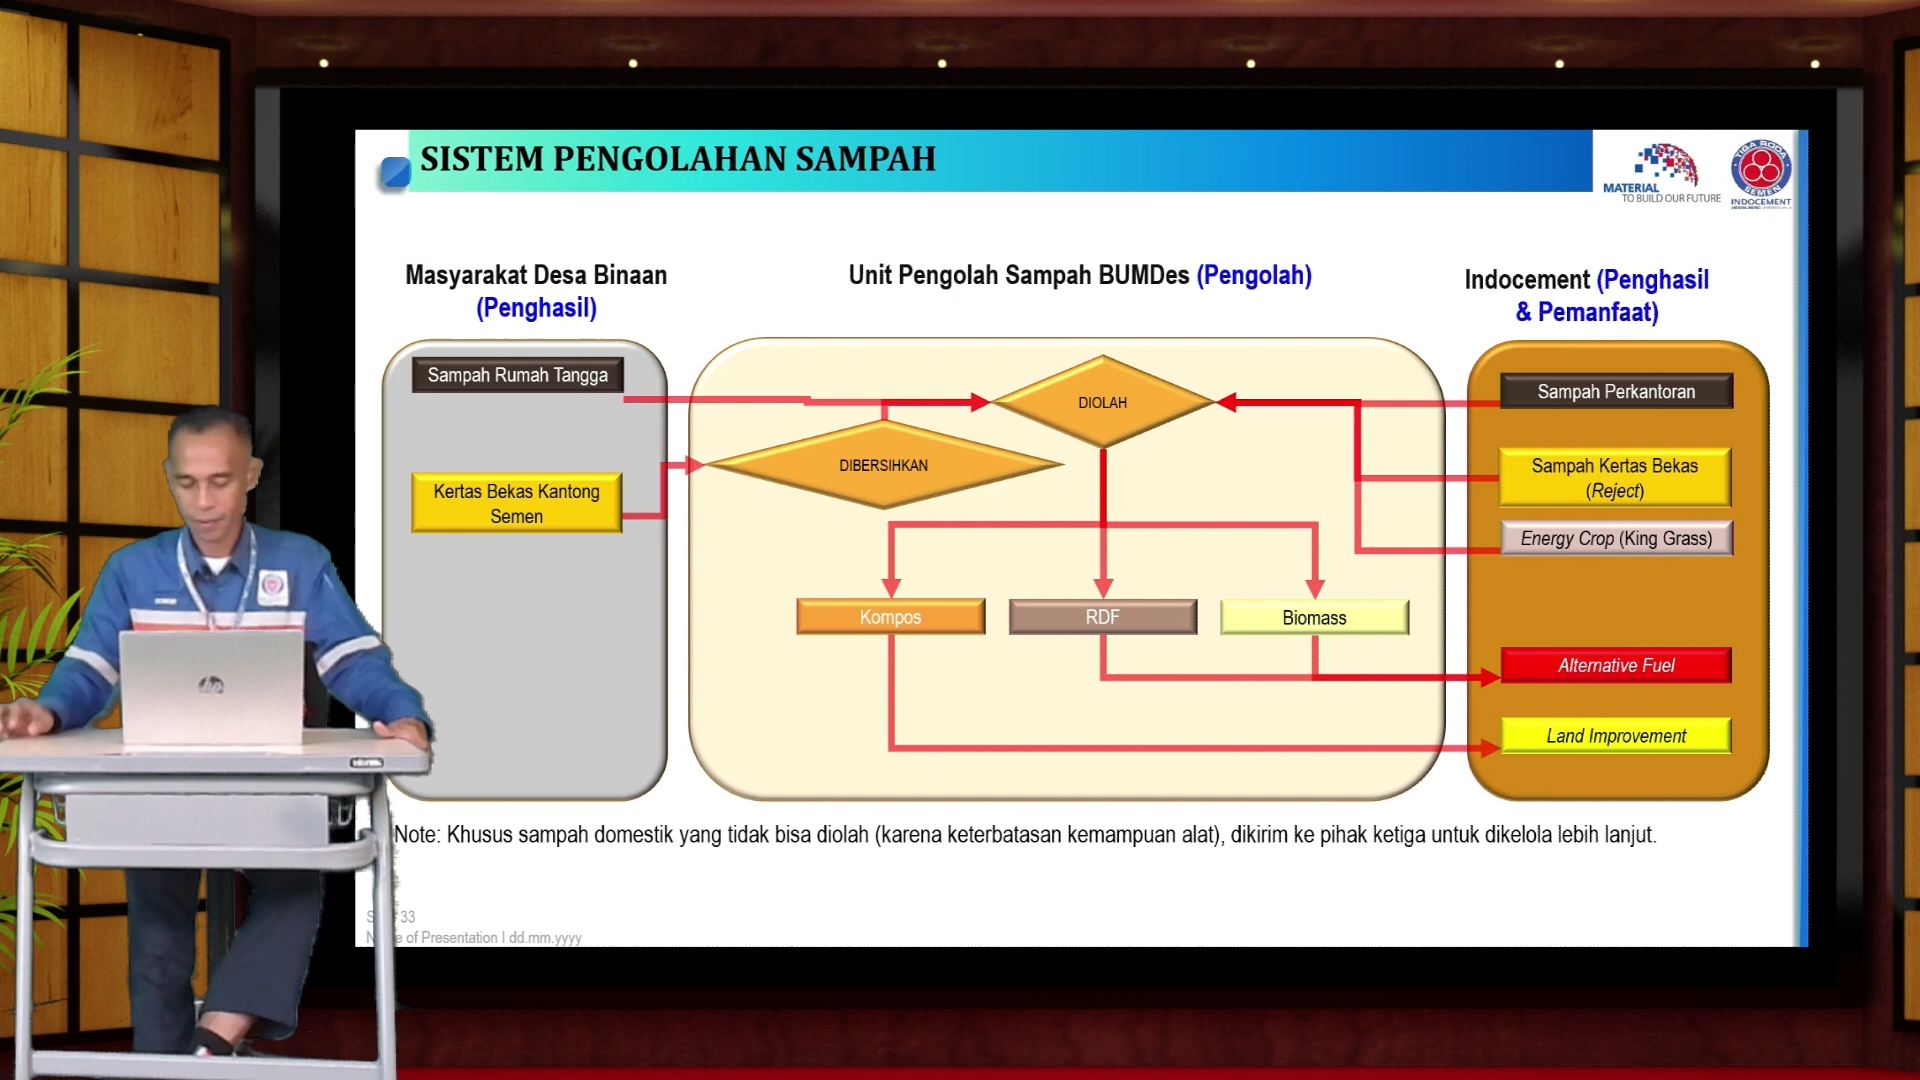 SISTEM PENGOLAHAN SAMPAH
MATERIAL
TO BUILD OUR FUTURE
TIGA RODA
SEMEN
INDOCEMENT
Masyarakat Desa Binaan
(Penghasil)
Unit Pengolah Sampah BUMDes (Pengolah)
Indocement (Penghasil
& Pemanfaat)
Sampah Rumah Tangga
Kertas Bekas Kantong
Semen
DIOLAH
DIBERSIHKAN
Kompos
RDF
Biomass
Sampah Perkantoran
Sampah Kertas Bekas
(Reject)
Energy Crop (King Grass)
Alternative Fuel
Land Improvement
Note: Khusus sampah domestik yang tidak bisa diolah (karena keterbatasan kemampuan alat), dikirim ke pihak ketiga untuk dikelola lebih lanjut.
33
of Presentation I dd.mm.yyyy
hp